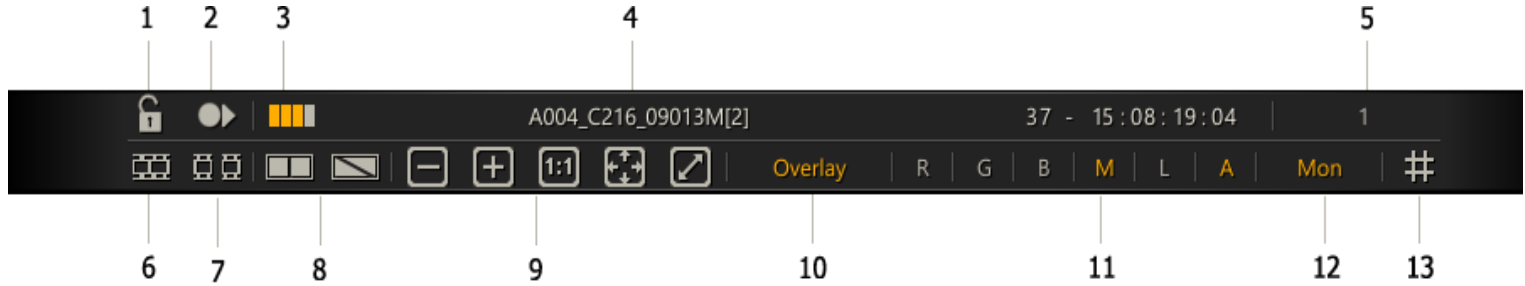 1 2 3 4 5
A004_C216_09013M[2] 37 - 15:08:19:04 1
1:1 Overlay R G B M L A Mon
6 7 8 9 10 11 12 13